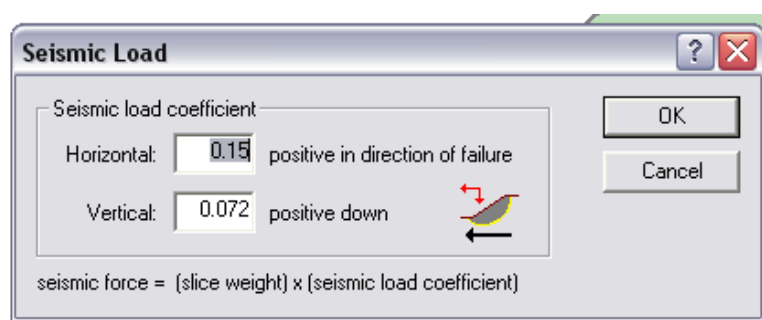 Seismic Load
?
Seismic load coefficient
Horizontal: 0.15 positive in direction of failure
Vertical: 0.072 positive down
OK
Cancel
seismic force = (slice weight) x (seismic load coefficient)